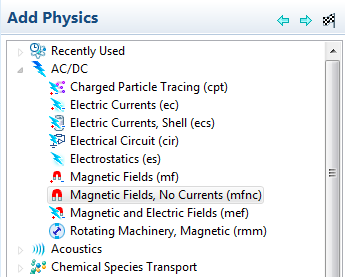 Add Physics
Recently Used
AC/DC
Charged Particle Tracing (cpt)
Electric Currents (ec)
Electric Currents, Shell (ecs)
Electrical Circuit (cir)
Electrostatics (es)
Magnetic Fields (mf)
Magnetic Fields, No Currents (mfnc)
Magnetic and Electric Fields (mef)
Rotating Machinery, Magnetic (rmm)
Acoustics
Chemical Species Transport